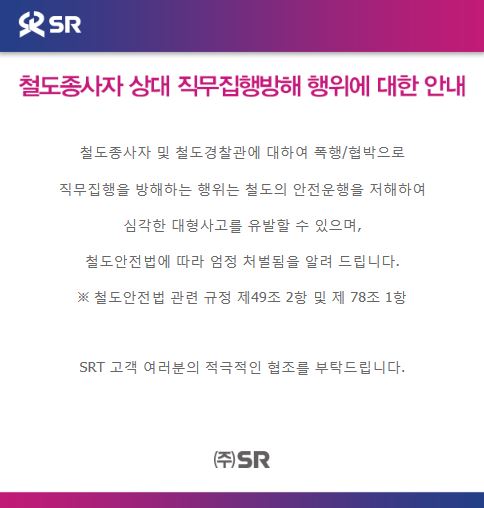 SR
철도종사자 상대 직무집행방해 행위에 대한 안내
철도종사자 및 철도경찰관에 대하여 폭행/협박으로
직무집행을 방해하는 행위는 철도의 안전운행을 저해하여
심각한 대형사고를 유발할 수 있으며,
철도안전법에 따라 엄정 처벌됨을 알려 드립니다.
※ 철도안전법 관련 규정 제49조 2항 및 제 78조 1항
SRT 고객 여러분의 적극적인 협조를 부탁드립니다.
㈜SR